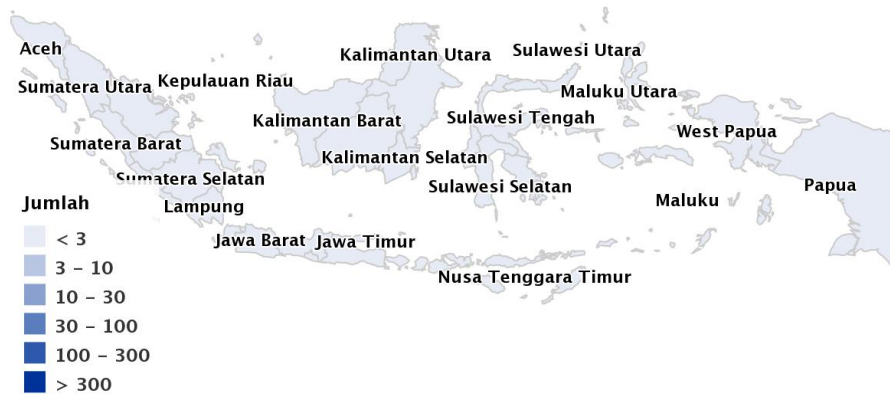 Aceh
Kalimantan Utara
Sulawesi Utara
Sumatera Utara
Kepulauan Riau
Maluku Utara
Kalimantan Barat
Sulawesi Tengah
West Papua
Sumatera Barat
Kalimantan Selatan
Sumatera Selatan
Sulawesi Selatan
Papua
Maluku
Lampung
Jawa Barat
Jawa Timur
Nusa Tenggara Timur
Jumlah
< 3
3 – 10
10 – 30
30 – 100
100 – 300
> 300